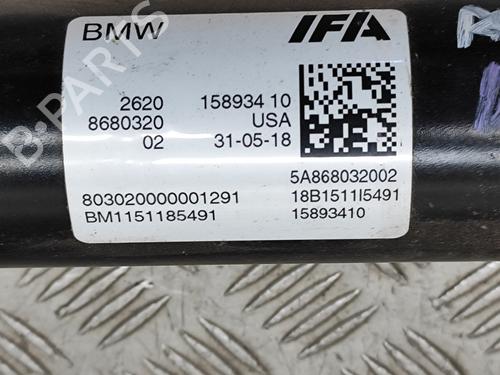 BMW IFA
2620 158934 10
8680320 USA
02 31-05-18
5A868032002
803020000001291 18B1511I5491
BM1151185491 15893410
B-PARTS